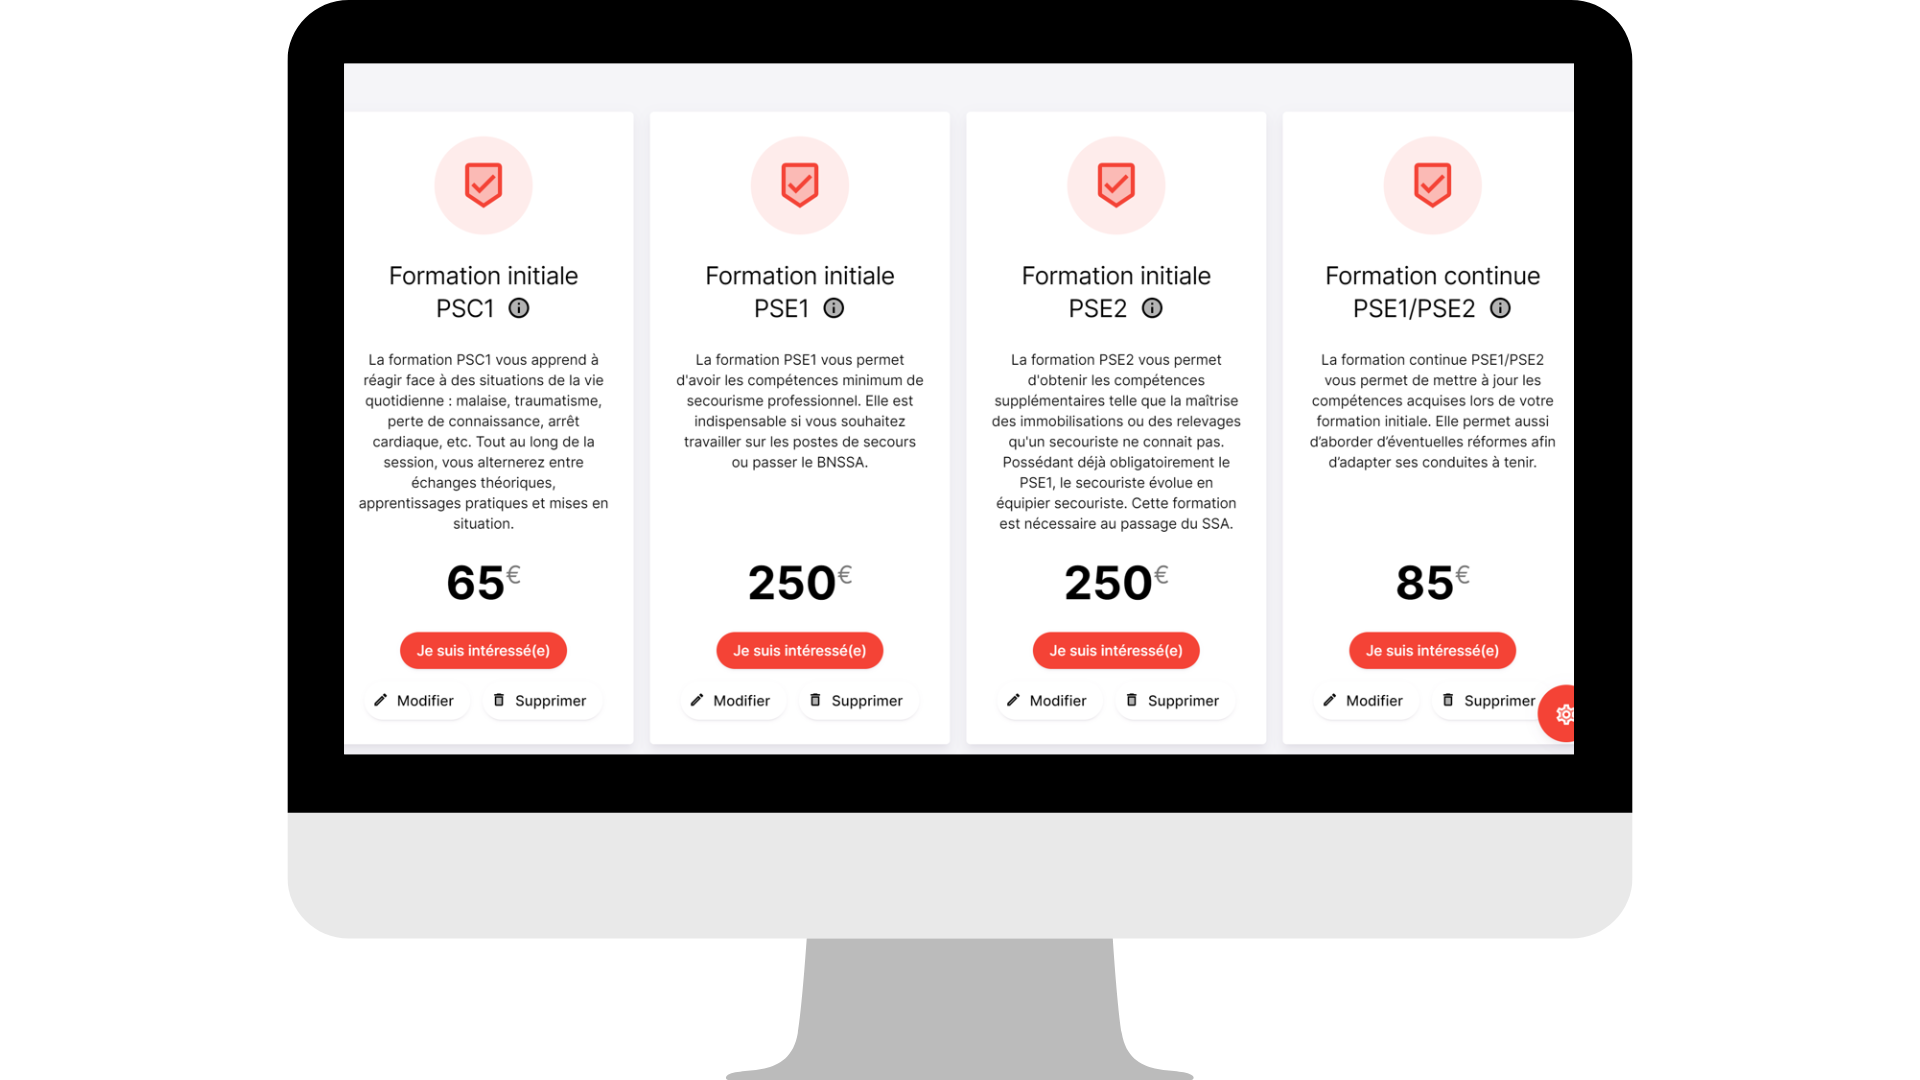 Formation initiale
PSC1
La formation PSC1 vous apprend à
réagir face à des situations de la vie
quotidienne : malaise, traumatisme,
perte de connaissance, arrêt
cardiaque, etc. Tout au long de la
session, vous alternerez entre
échanges théoriques,
apprentissages pratiques et mises en
situation.
65€
Je suis intéressé(e)
Modifier
Supprimer
Formation initiale
PSE1
La formation PSE1 vous permet
d'avoir les compétences minimum de
secourisme professionnel. Elle est
indispensable si vous souhaitez
travailler sur les postes de secours
ou passer le BNSSA.
250€
Je suis intéressé(e)
Modifier
Supprimer
Formation initiale
PSE2
La formation PSE2 vous permet
d'obtenir les compétences
supplémentaires telle que la maîtrise
des immobilisations ou des relevages
qu'un secouriste ne connait pas.
Possédant déjà obligatoirement le
PSE1, le secouriste évolue en
équipier secouriste. Cette formation
est nécessaire au passage du SSA.
250€
Je suis intéressé(e)
Modifier
Supprimer
Formation continue
PSE1/PSE2
La formation continue PSE1/PSE2
vous permet de mettre à jour les
compétences acquises lors de votre
formation initiale. Elle permet aussi
d’aborder d’éventuelles réformes afin
d’adapter ses conduites à tenir.
85€
Je suis intéressé(e)
Modifier
Supprimer